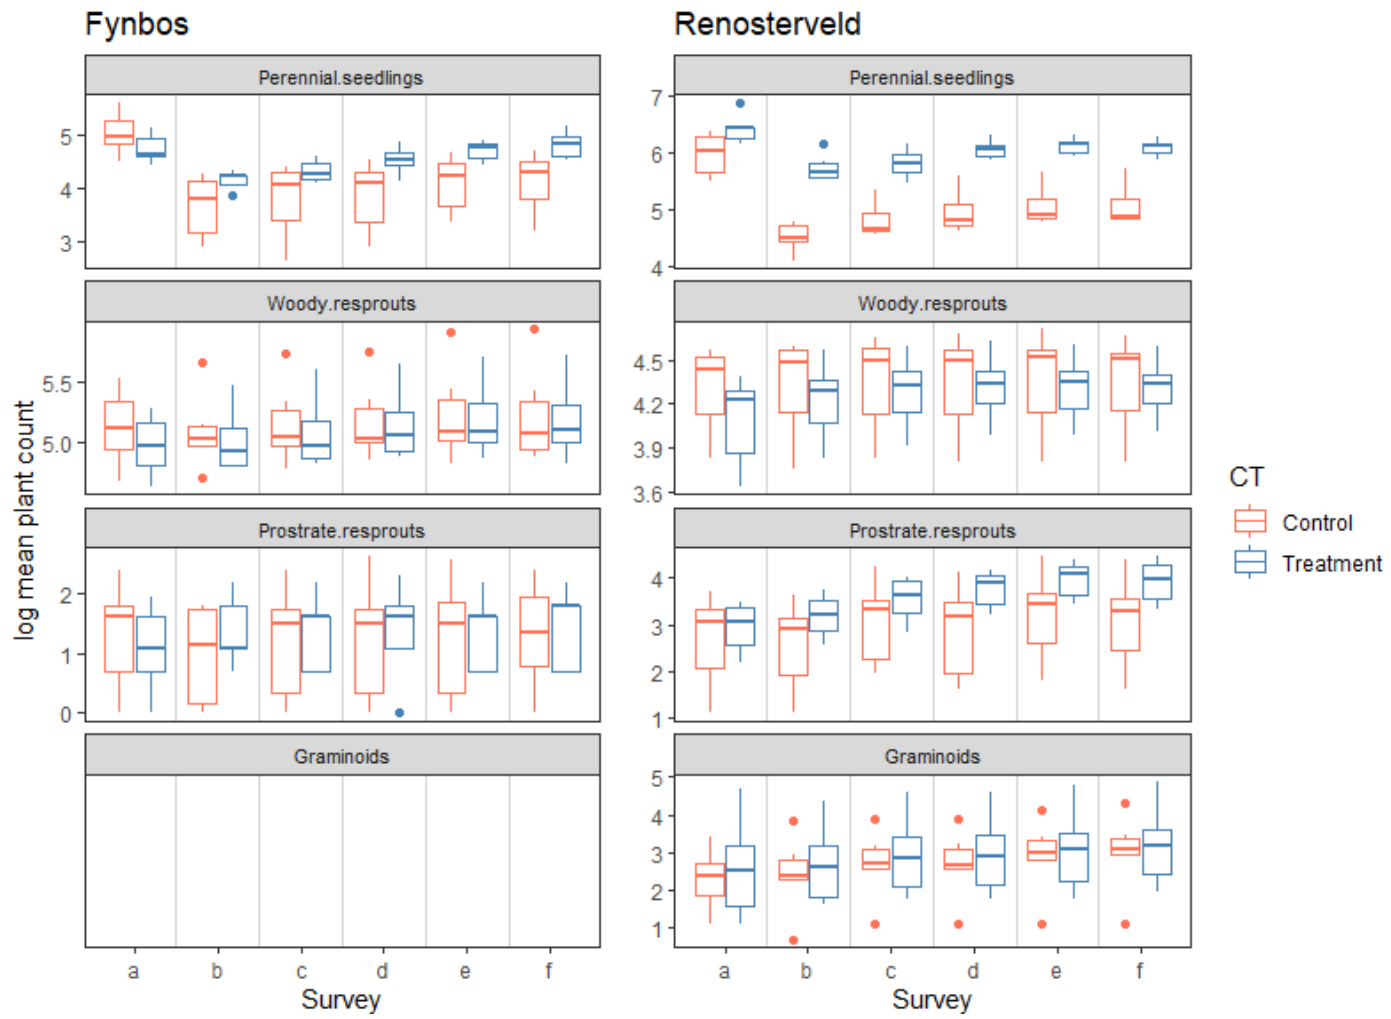 Fynbos
Renosterveld
Perennial.seedlings
Perennial.seedlings
5
4
3
7
6
5
4
Woody.resprouts
Woody.resprouts
5.5
5.0
4.5
4.2
3.9
3.6
Prostrate.resprouts
Prostrate.resprouts
2
1
0
4
3
2
1
Graminoids
Graminoids
5
4
3
2
1
log mean plant count
a b c d e f
a b c d e f
Survey
Survey
CT
Control
Treatment